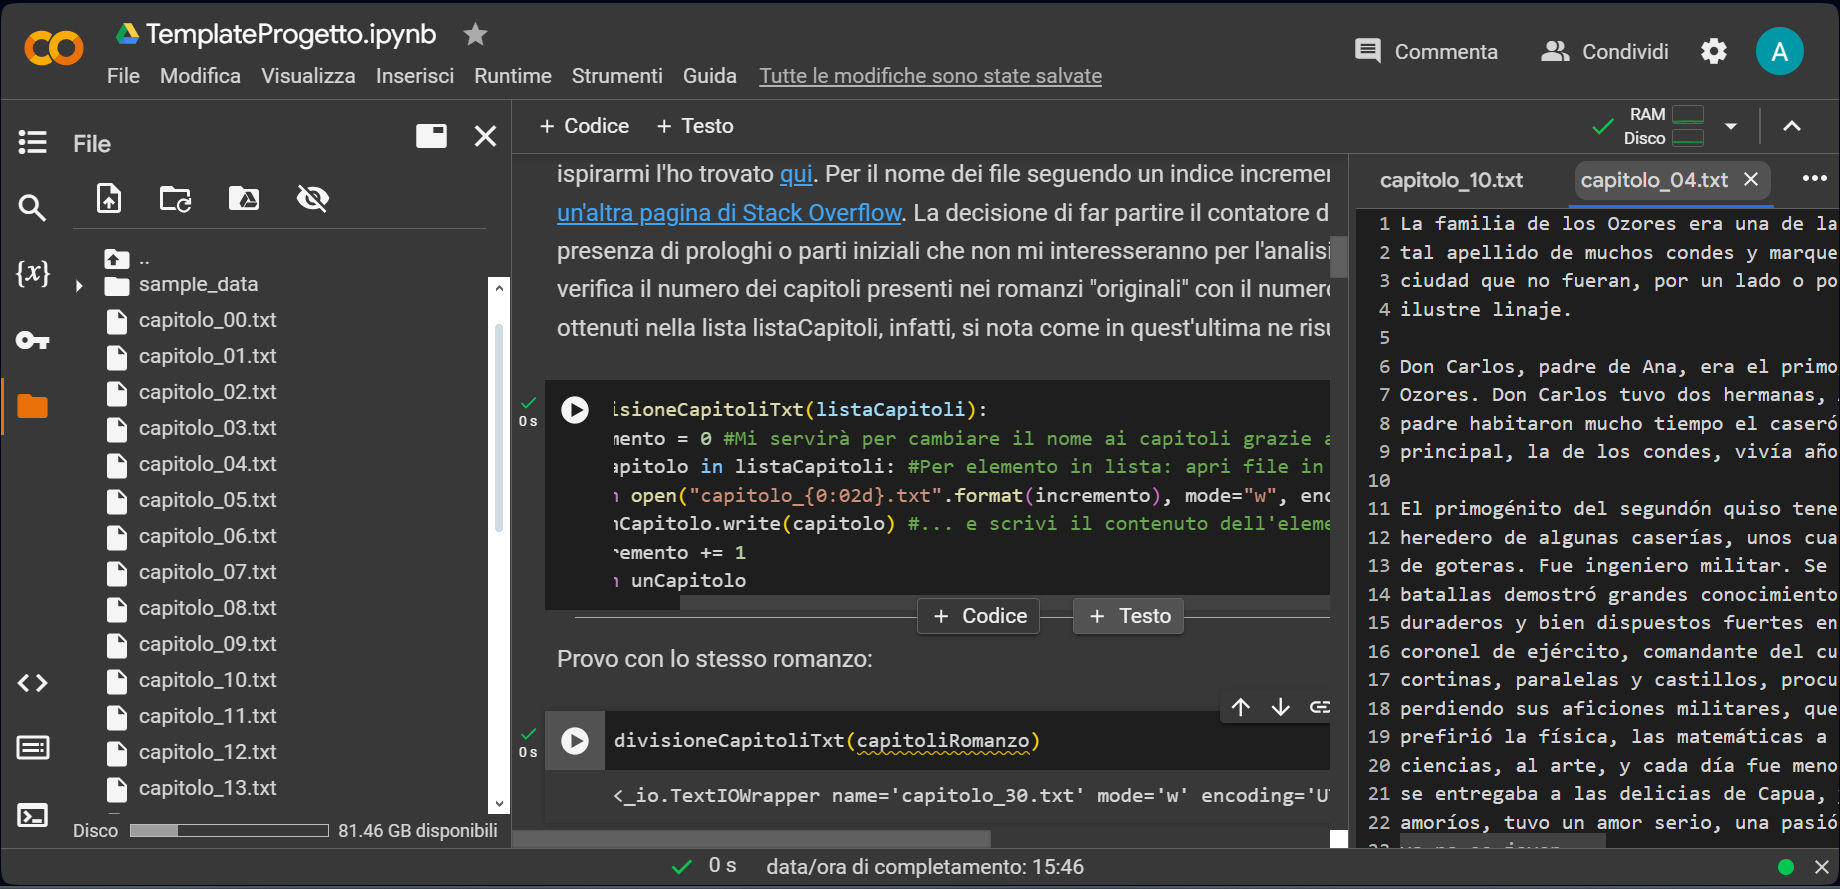 TemplateProgetto.ipynb
File Modifica Visualizza Inserisci Runtime Strumenti Guida Tutte le modifiche sono state salvate
Commenta
Condividi
A
File
+ Codice + Testo
RAM
Disco
..
sample_data
capitolo_00.txt
capitolo_01.txt
capitolo_02.txt
capitolo_03.txt
capitolo_04.txt
capitolo_05.txt
capitolo_06.txt
capitolo_07.txt
capitolo_08.txt
capitolo_09.txt
capitolo_10.txt
capitolo_11.txt
capitolo_12.txt
capitolo_13.txt
Disco 81.46 GB disponibili
{x}
ispirarmi l'ho trovato qui. Per il nome dei file seguendo un indice incremen
un'altra pagina di Stack Overflow. La decisione di far partire il contatore d
presenza di prologhi o parti iniziali che non mi interesseranno per l'analisi
verifica il numero dei capitoli presenti nei romanzi "originali" con il numero
ottenuti nella lista listaCapitoli, infatti, si nota come in quest'ultima ne risu
0 s
isioneCapitoliTxt(listaCapitoli):
mento = 0 #Mi servirà per cambiare il nome ai capitoli grazie a
apitolo in listaCapitoli: #Per elemento in lista: apri file in
n open("capitolo_{0:02d}.txt".format(incremento), mode="w", enc
nCapitolo.write(capitolo) #... e scrivi il contenuto dell'eleme
remento += 1
n unCapitolo
+ Codice + Testo
Provo con lo stesso romanzo:
0 s
divisioneCapitoliTxt(capitoliRomanzo)
<_io.TextIOWrapper name='capitolo_30.txt' mode='w' encoding='UT
capitolo_10.txt capitolo_04.txt
1 La familia de los Ozores era una de la
2 tal apellido de muchos condes y marque
3 ciudad que no fueran, por un lado o po
4 ilustre linaje.
5
6 Don Carlos, padre de Ana, era el primo
7 Ozores. Don Carlos tuvo dos hermanas,
8 padre habitaron mucho tiempo el caseró
9 principal, la de los condes, vivía año
10
11 El primogénito del segundón quiso tene
12 heredero de algunas caserías, unos cua
13 de goteras. Fue ingeniero militar. Se
14 batallas demostró grandes conocimiento
15 duraderos y bien dispuestos fuertes en
16 coronel de ejército, comandante del cu
17 cortinas, paralelas y castillos, procu
18 perdiendo sus aficiones militares, que
19 prefirió la física, las matemáticas a
20 ciencias, al arte, y cada día fue meno
21 se entregaba a las delicias de Capua,
22 amoríos, tuvo un amor serio, una pasió
0 s data/ora di completamento: 15:46